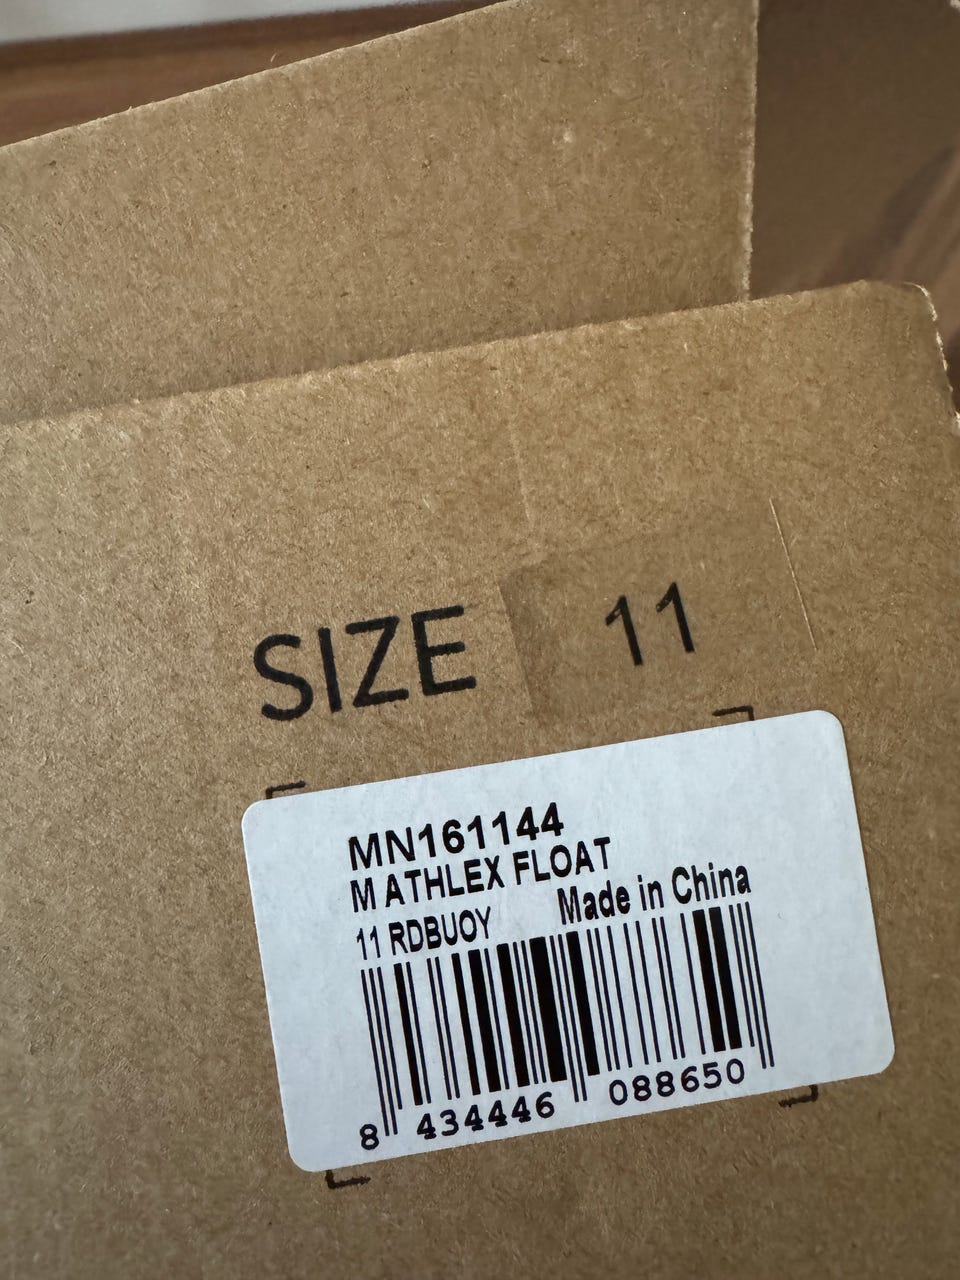 SIZE 11
MN161144
M ATHLEX FLOAT
11 RDBUOY Made in China
8 434446 088650